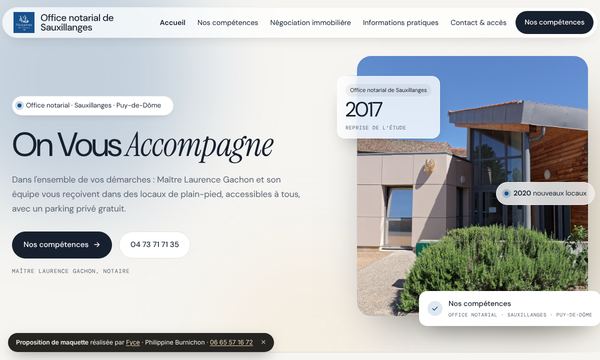 Office notarial de
Sauxillanges
Accueil
Nos compétences
Négociation immobilière
Informations pratiques
Contact & accès
Nos compétences
Office notarial · Sauxillanges · Puy-de-Dôme
On Vous Accompagne
Dans l'ensemble de vos démarches : Maître Laurence Gachon et son
équipe vous reçoivent dans des locaux de plain-pied, accessibles à tous,
avec un parking privé gratuit.
Nos compétences →
04 73 71 71 35
MAÎTRE LAURENCE GACHON, NOTAIRE
Office notarial de Sauxillanges
2017
REPRISE DE L'ÉTUDE
2020 nouveaux locaux
Nos compétences
OFFICE NOTARIAL · SAUXILLANGES · PUY-DE-DÔME
Proposition de maquette réalisée par Fyce · Philippine Burnichon · 06 65 57 16 72 ×